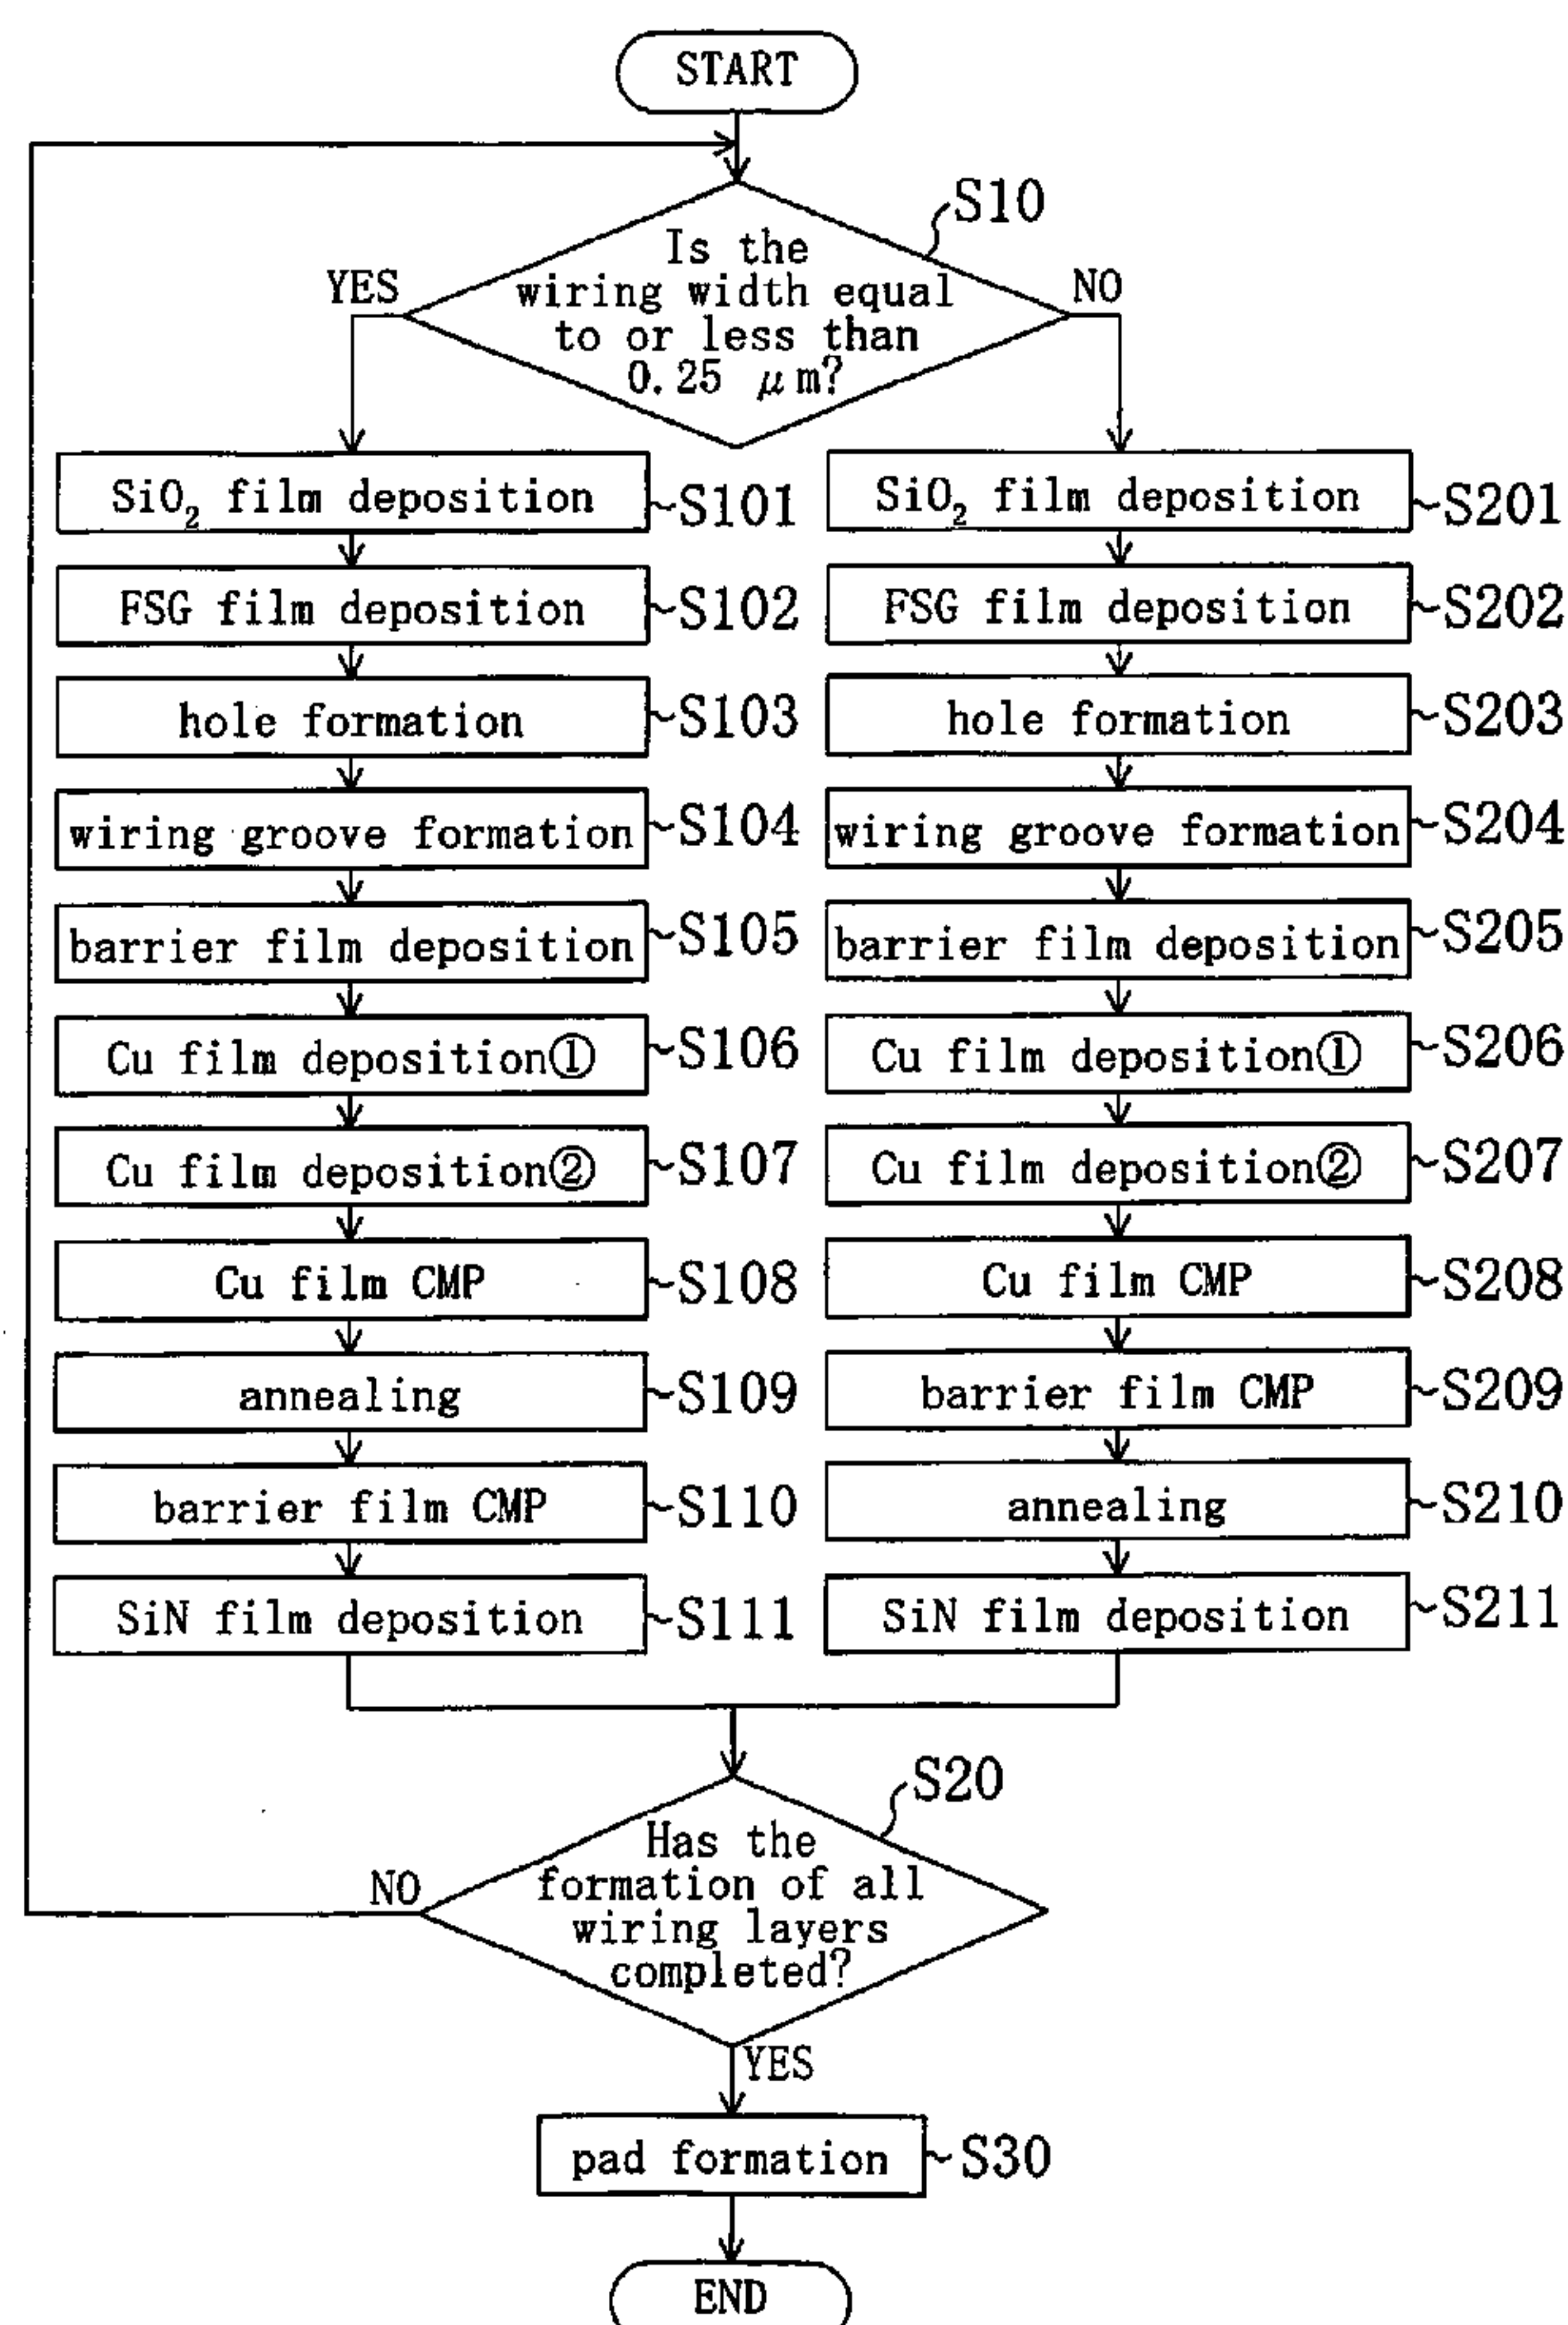 START
S10
Is the
wiring width equal
to or less than
0.25 μm?
YES
NO
SiO₂ film deposition
S101
FSG film deposition
S102
hole formation
S103
wiring groove formation
S104
barrier film deposition
S105
Cu film deposition①
S106
Cu film deposition②
S107
Cu film CMP
S108
annealing
S109
barrier film CMP
S110
SiN film deposition
S111
SiO₂ film deposition
S201
FSG film deposition
S202
hole formation
S203
wiring groove formation
S204
barrier film deposition
S205
Cu film deposition①
S206
Cu film deposition②
S207
Cu film CMP
S208
barrier film CMP
S209
annealing
S210
SiN film deposition
S211
S20
Has the
formation of all
wiring layers
completed?
NO
YES
pad formation
S30
END